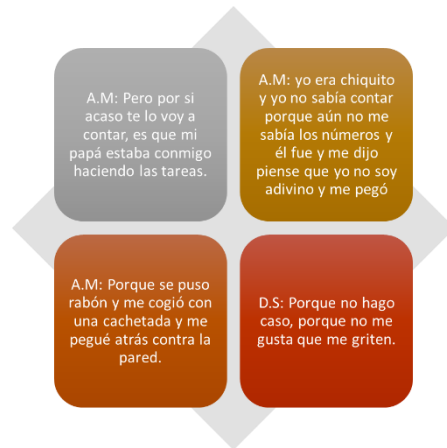 A.M: Pero por si
acaso te lo voy a
contar, es que mi
papá estaba conmigo
haciendo las tareas.
A.M: yo era chiquito
y yo no sabía contar
porque aún no me
sabía los números y
él fue y me dijo
piense que yo no soy
adivino y me pegó
A.M: Porque se puso
rabón y me cogió con
una cachetada y me
pegué atrás contra la
pared.
D.S: Porque no hago
caso, porque no me
gusta que me griten.